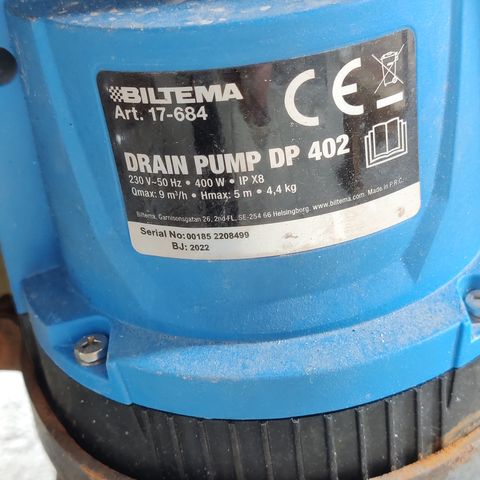 BILTEMA
Art. 17-684
DRAIN PUMP DP 402
230 V~50 Hz • 400 W • IP X8
Qmax: 9 m³/h • Hmax: 5 m • 4,4 kg
Biltema, Garnisonsgatan 26, 2nd FL, SE-254 66 Helsingborg. www.biltema.com Made in P.R.C.
Serial No: 00185 2208499
BJ: 2022
CE